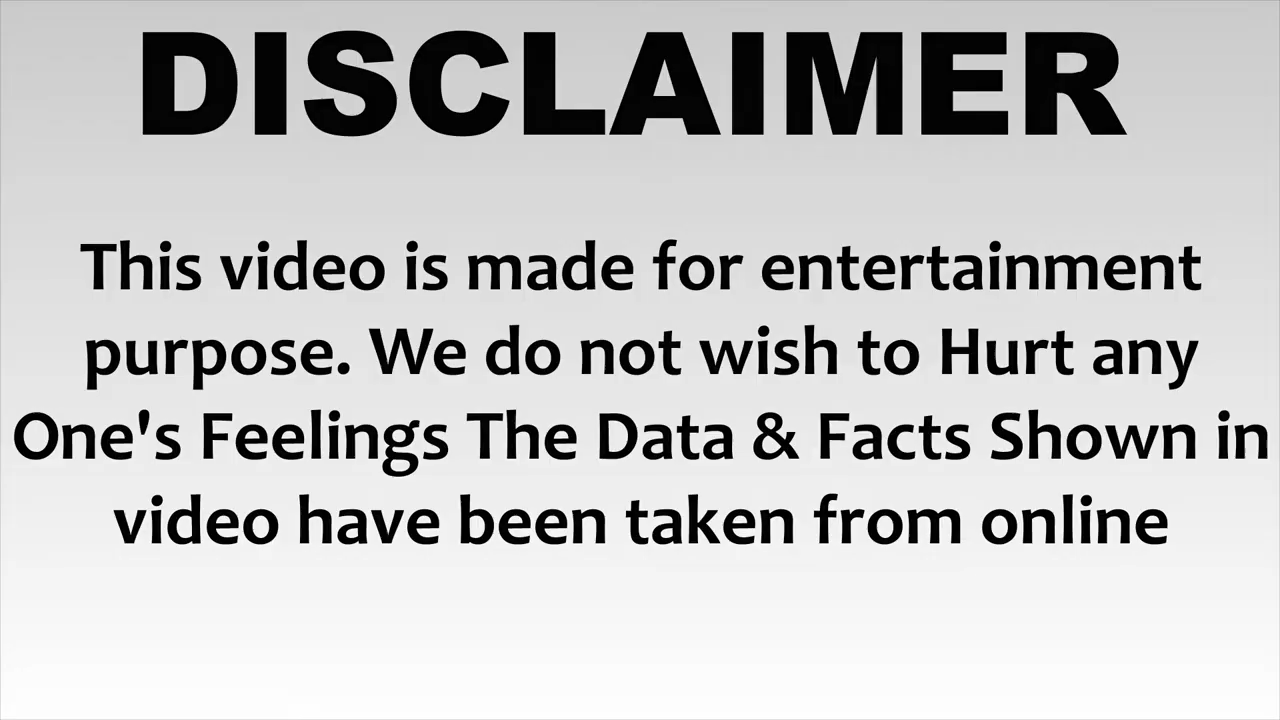 DISCLAIMER
This video is made for entertainment
purpose. We do not wish to Hurt any
One's Feelings The Data & Facts Shown in
video have been taken from online